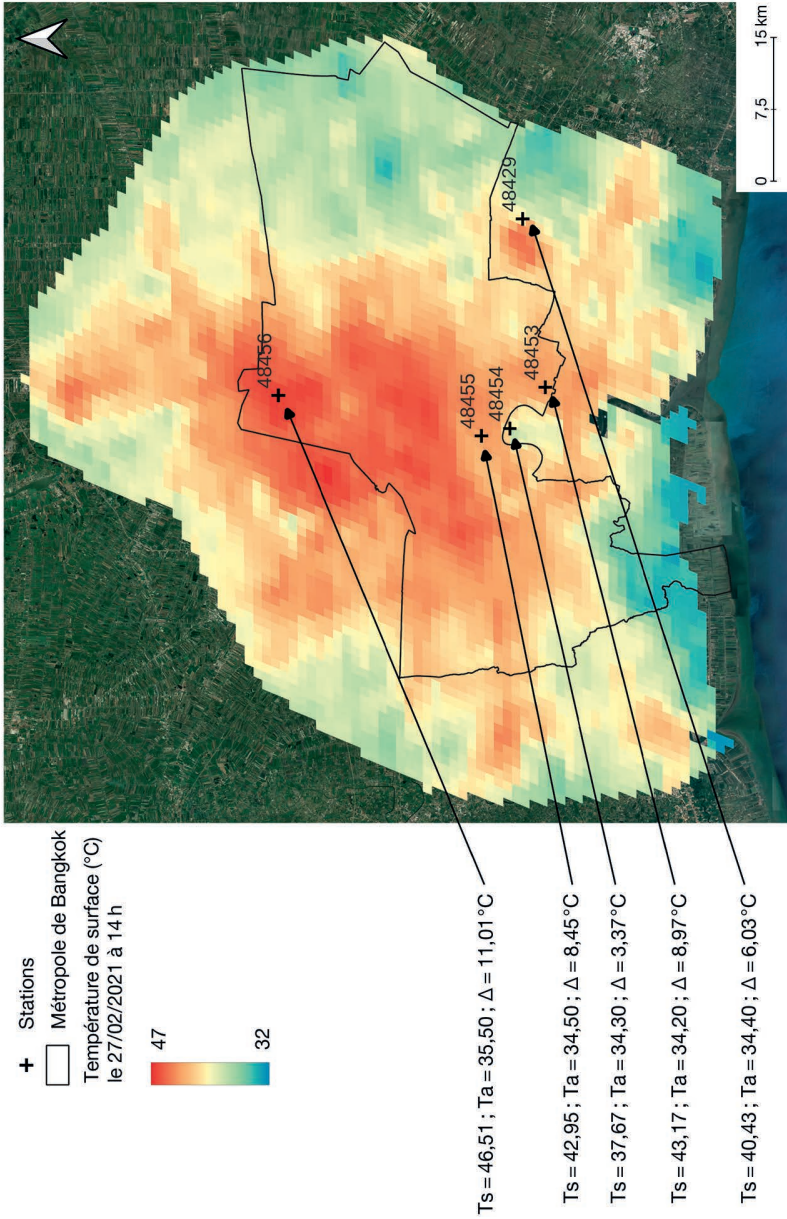 Stations
Métropole de Bangkok
Température de surface (°C)
le 27/02/2021 à 14 h
47
32
Ts = 46,51 ; Ta = 35,50 ; Δ = 11,01°C
Ts = 42,95 ; Ta = 34,50 ; Δ = 8,45°C
Ts = 37,67 ; Ta = 34,30 ; Δ = 3,37°C
Ts = 43,17 ; Ta = 34,20 ; Δ = 8,97°C
Ts = 40,43 ; Ta = 34,40 ; Δ = 6,03°C
48456
48455
48454
48453
48429
0 7,5 15 km